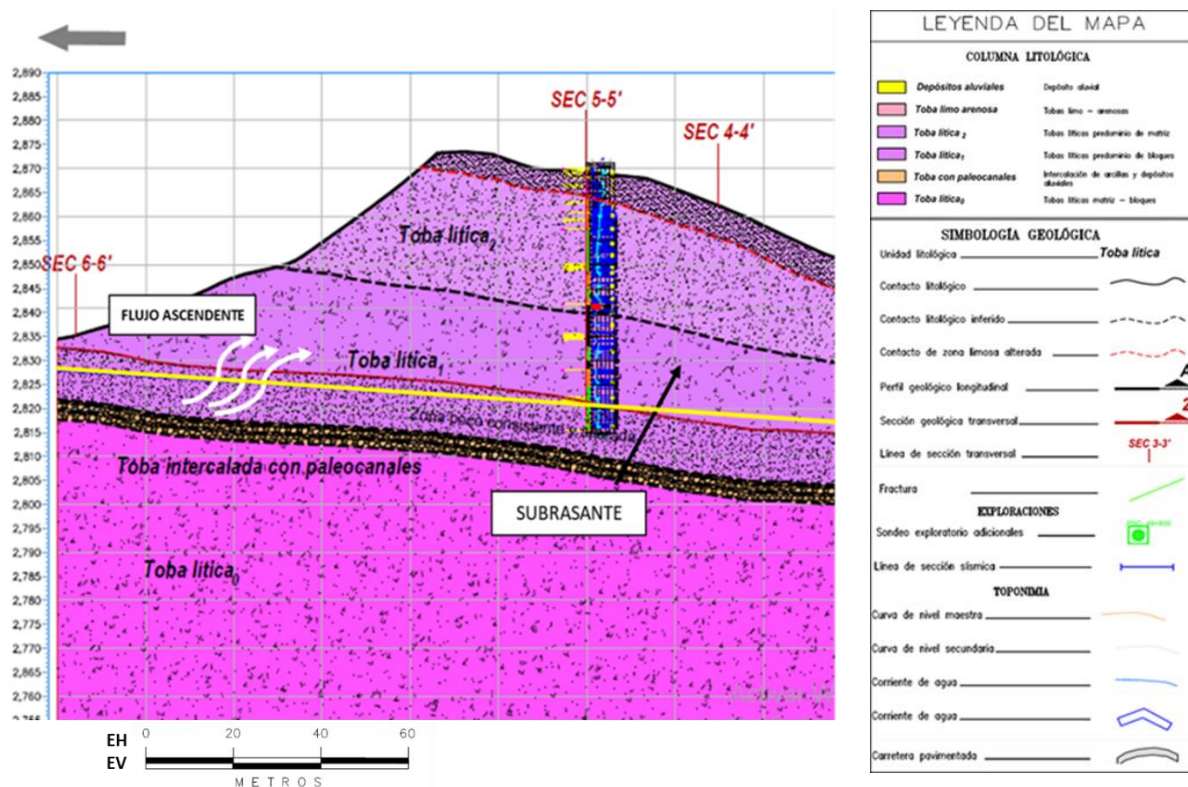 2,890
2,885
2,880
2,875
2,870
2,865
2,860
2,855
2,850
2,845
2,840
2,835
2,830
2,825
2,820
2,815
2,810
2,805
2,800
2,795
2,790
2,785
2,780
2,775
2,770
2,765
2,760
2,755
SEC 5-5'
SEC 4-4'
SEC 6-6'
Toba lítica2
FLUJO ASCENDENTE
Toba lítica1
Zona poco consistente y alterada
Toba intercalada con paleocanales
SUBRASANTE
Toba lítica0
EH
EV
0 20 40 60
METROS
LEYENDA DEL MAPA
COLUMNA LITOLÓGICA
Depósitos aluviales Depósito aluvial
Toba limo arenosa Tobas limo – arenosas
Toba lítica 2 Tobas líticas predominio de matriz
Toba lítica1 Tobas líticas predominio de bloques
Toba con paleocanales Intercalación de arcillas y depósitos aluviales
Toba lítica0 Tobas líticas matriz – bloques
SIMBOLOGÍA GEOLÓGICA
Unidad litológica Toba lítica
Contacto litológico
Contacto litológico inferido
Contacto de zona limosa alterada
Perfil geológico longitudinal A
Sección geológica transversal 2
Línea de sección transversal SEC 3-3'
Fractura
EXPLORACIONES
Sondeo exploratorio adicionales
Línea de sección sísmica
TOPONIMIA
Curva de nivel maestra
Curva de nivel secundaria
Corriente de agua
Corriente de agua
Carretera pavimentada